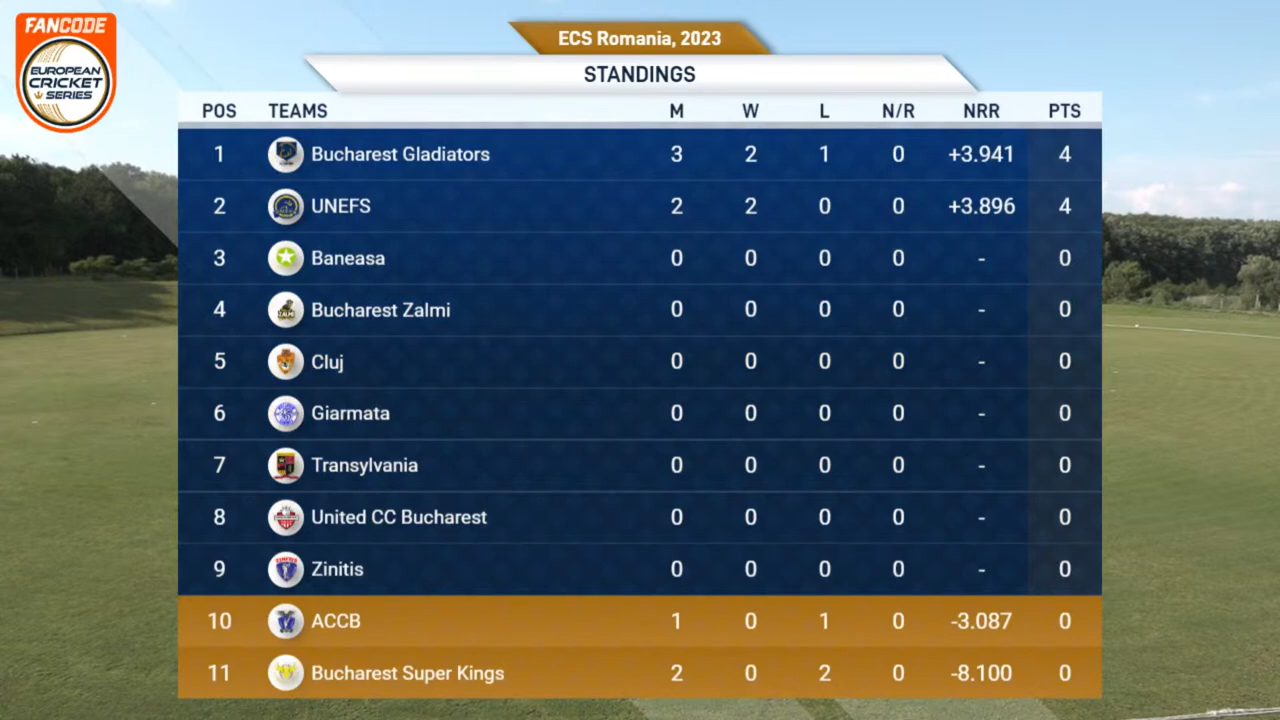 FANCODE
EUROPEAN
CRICKET
SERIES
ECS Romania, 2023
STANDINGS
POS TEAMS M W L N/R NRR PTS
1 Bucharest Gladiators 3 2 1 0 +3.941 4
2 UNEFS 2 2 0 0 +3.896 4
3 Baneasa 0 0 0 0 - 0
4 Bucharest Zalmi 0 0 0 0 - 0
5 Cluj 0 0 0 0 - 0
6 Giarmata 0 0 0 0 - 0
7 Transylvania 0 0 0 0 - 0
8 United CC Bucharest 0 0 0 0 - 0
9 Zinitis 0 0 0 0 - 0
10 ACCB 1 0 1 0 -3.087 0
11 Bucharest Super Kings 2 0 2 0 -8.100 0